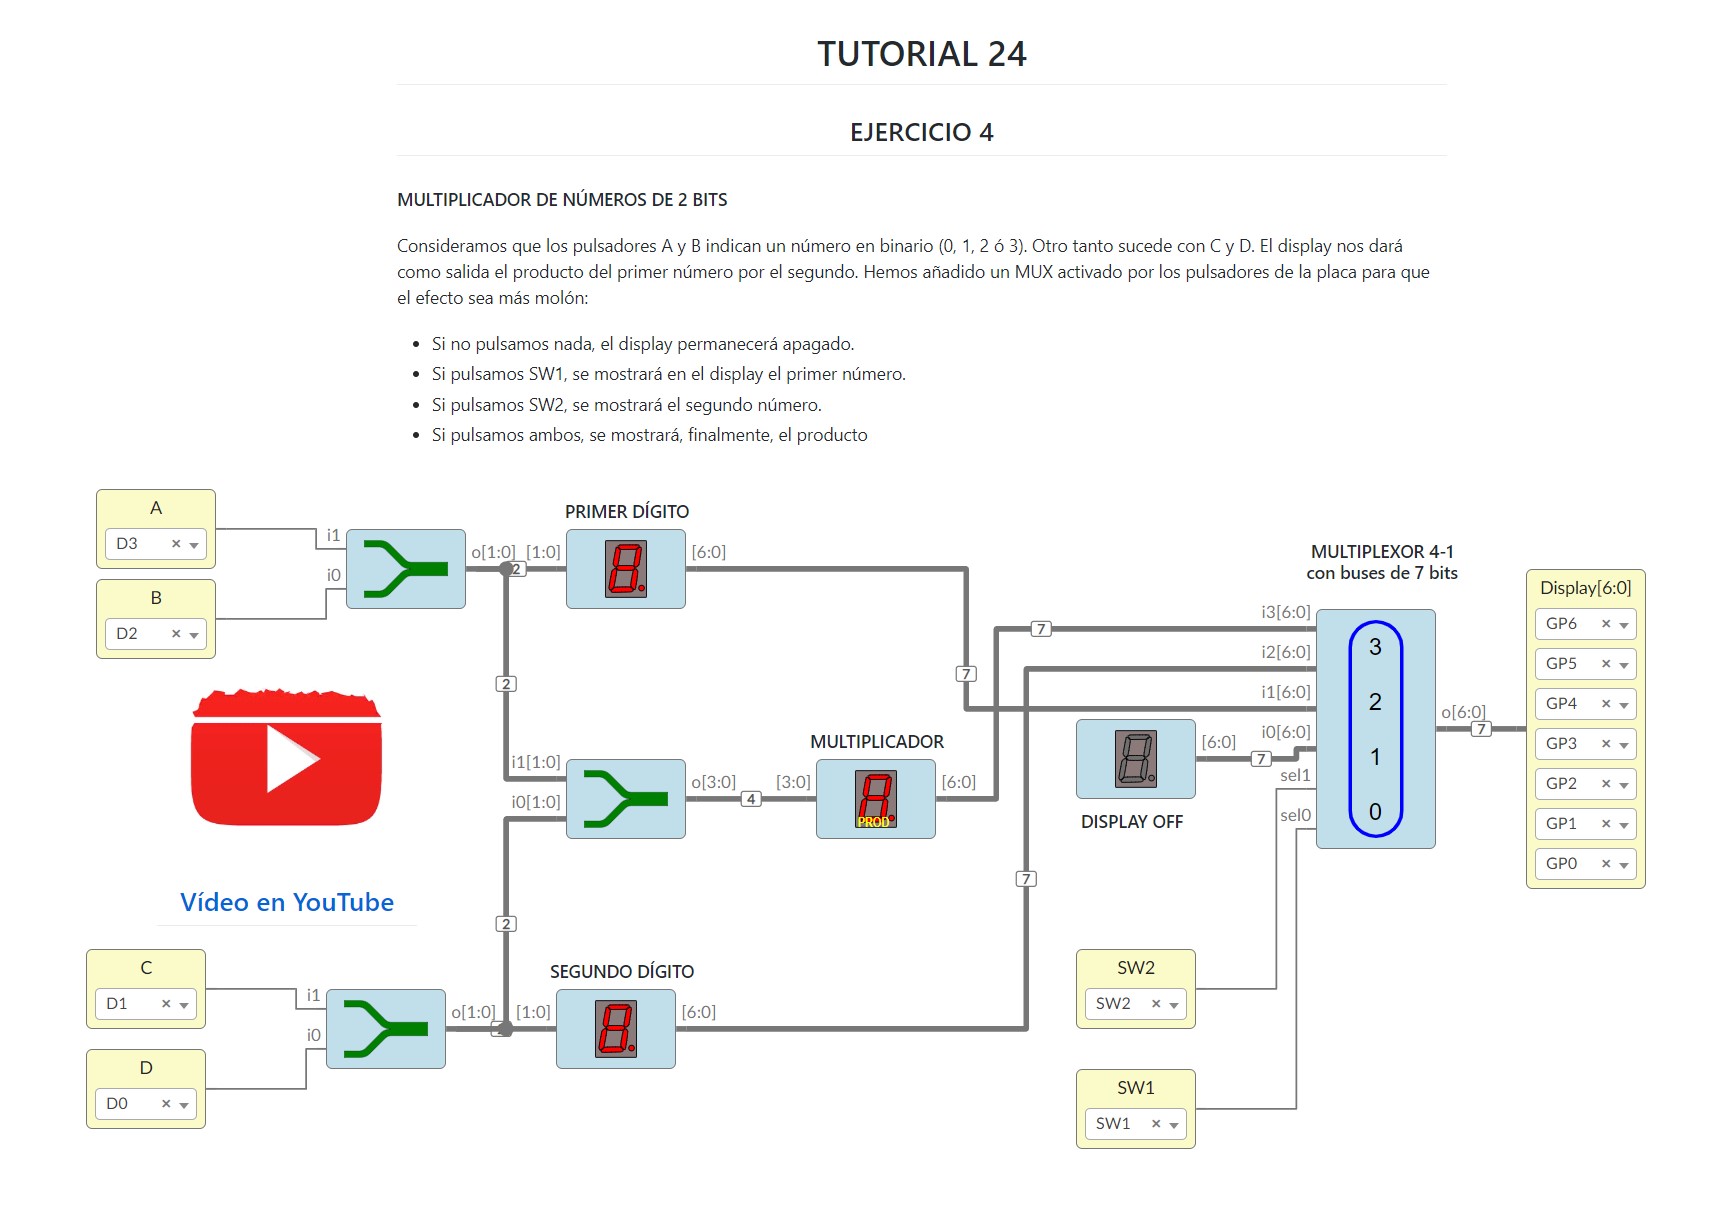 TUTORIAL 24
EJERCICIO 4
MULTIPLICADOR DE NÚMEROS DE 2 BITS
Consideramos que los pulsadores A y B indican un número en binario (0, 1, 2 ó 3). Otro tanto sucede con C y D. El display nos dará
como salida el producto del primer número por el segundo. Hemos añadido un MUX activado por los pulsadores de la placa para que
el efecto sea más molón:
• Si no pulsamos nada, el display permanecerá apagado.
• Si pulsamos SW1, se mostrará en el display el primer número.
• Si pulsamos SW2, se mostrará el segundo número.
• Si pulsamos ambos, se mostrará, finalmente, el producto
A
D3 ×
B
D2 ×
i1
i0
o[1:0]
2
PRIMER DÍGITO
[1:0]
[6:0]
2
7
7
MULTIPLEXOR 4-1
con buses de 7 bits
i3[6:0]
i2[6:0]
i1[6:0]
i0[6:0]
sel1
sel0
3
2
1
0
o[6:0]
7
Display[6:0]
GP6 ×
GP5 ×
GP4 ×
GP3 ×
GP2 ×
GP1 ×
GP0 ×
i1[1:0]
i0[1:0]
o[3:0]
4
MULTIPLICADOR
[3:0]
PROD
[6:0]
[6:0]
7
DISPLAY OFF
7
2
Vídeo en YouTube
C
D1 ×
D
D0 ×
i1
i0
o[1:0]
SEGUNDO DÍGITO
[1:0]
[6:0]
SW2
SW2 ×
SW1
SW1 ×